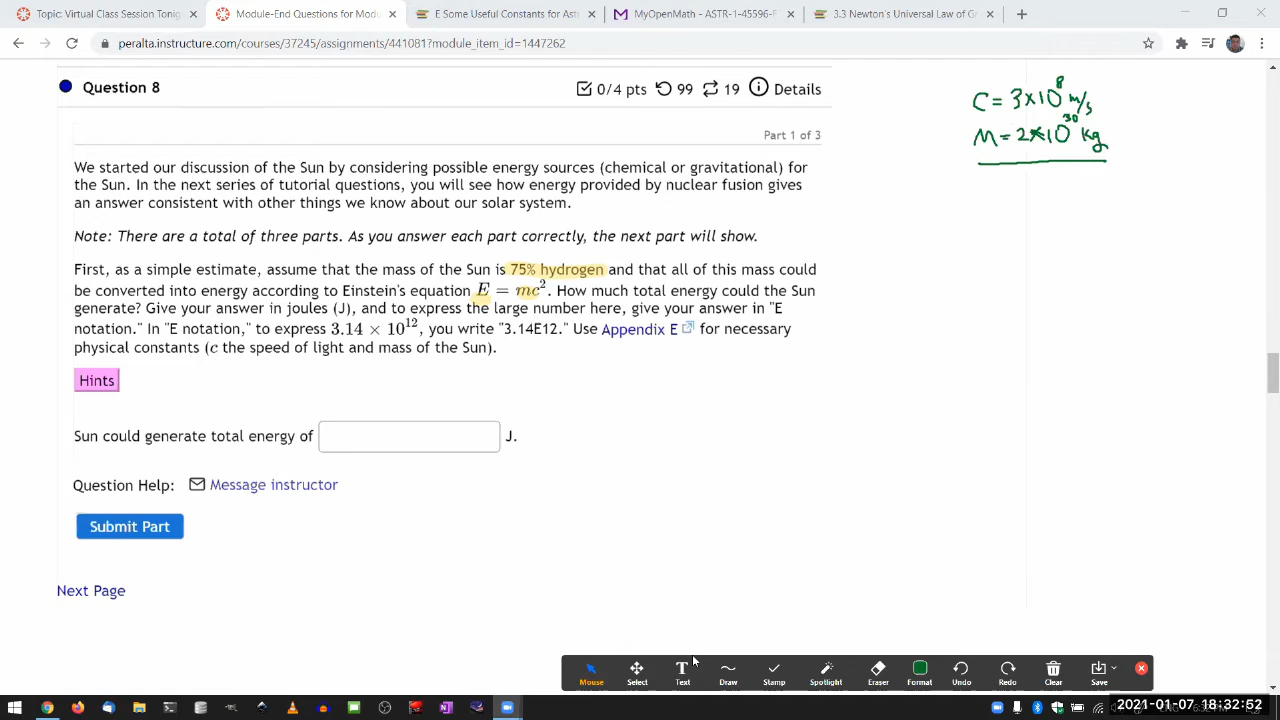 Topic: Virtual Class Session Tonig
Module-End Questions for Modu
E Some Useful Constants for Astr
MyOpenMath - ASTR-1-45596-F
3.3 Newton's Universal Law of Gr
peralta.instructure.com/courses/37245/assignments/441081?module_item_id=1447262
Question 8
0/4 pts 99 19 Details
Part 1 of 3
We started our discussion of the Sun by considering possible energy sources (chemical or gravitational) for
the Sun. In the next series of tutorial questions, you will see how energy provided by nuclear fusion gives
an answer consistent with other things we know about our solar system.
Note: There are a total of three parts. As you answer each part correctly, the next part will show.
First, as a simple estimate, assume that the mass of the Sun is 75% hydrogen and that all of this mass could
be converted into energy according to Einstein's equation E = mc². How much total energy could the Sun
generate? Give your answer in joules (J), and to express the large number here, give your answer in "E
notation." In "E notation," to express 3.14 × 10¹², you write "3.14E12." Use Appendix E for necessary
physical constants (c the speed of light and mass of the Sun).
Hints
Sun could generate total energy of J.
Question Help: Message instructor
Submit Part
Next Page
C = 3×10⁸ m/s
M = 2×10³⁰ kg
Mouse Select Text Draw Stamp Spotlight Eraser Format Undo Redo Clear Save
2021-01-07 18:32:52